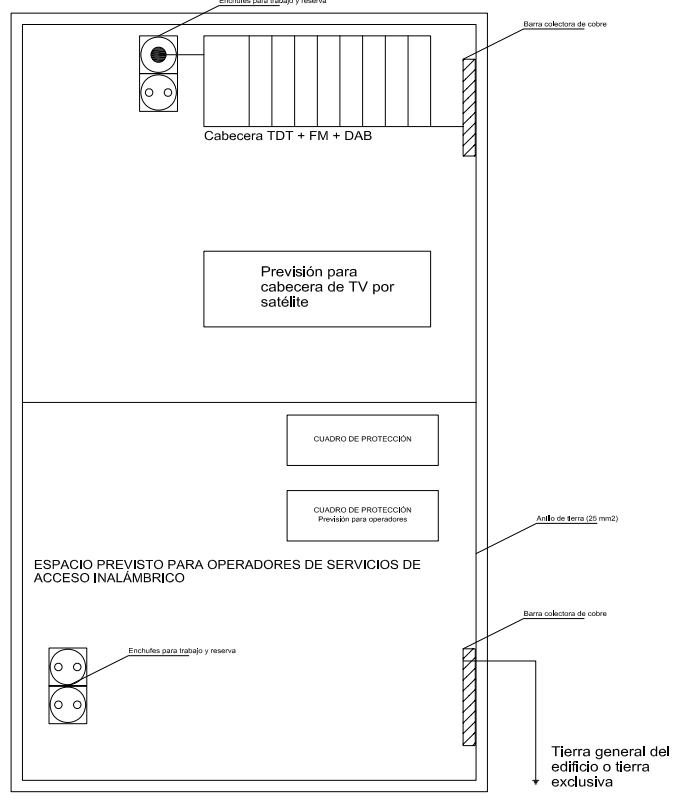 Enchufes para trabajo y reserva
Barra colectora de cobre
Cabecera TDT + FM + DAB
Previsión para
cabecera de TV por
satélite
CUADRO DE PROTECCIÓN
CUADRO DE PROTECCIÓN
Previsión para operadores
Anillo de tierra (25 mm2)
ESPACIO PREVISTO PARA OPERADORES DE SERVICIOS DE
ACCESO INALÁMBRICO
Barra colectora de cobre
Enchufes para trabajo y reserva
Tierra general del
edificio o tierra
exclusiva